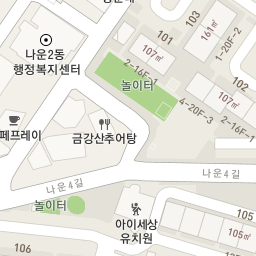 101
161㎡
1-20F-2
나운2동
행정복지센터
107㎡
2-16F-1
놀이터
103
107㎡
4-20F-3
2-16F-1
페프레이
금강산추어탕
102
나운4길
나운4길
놀이터
아이세상
유치원
105
105㎡
106